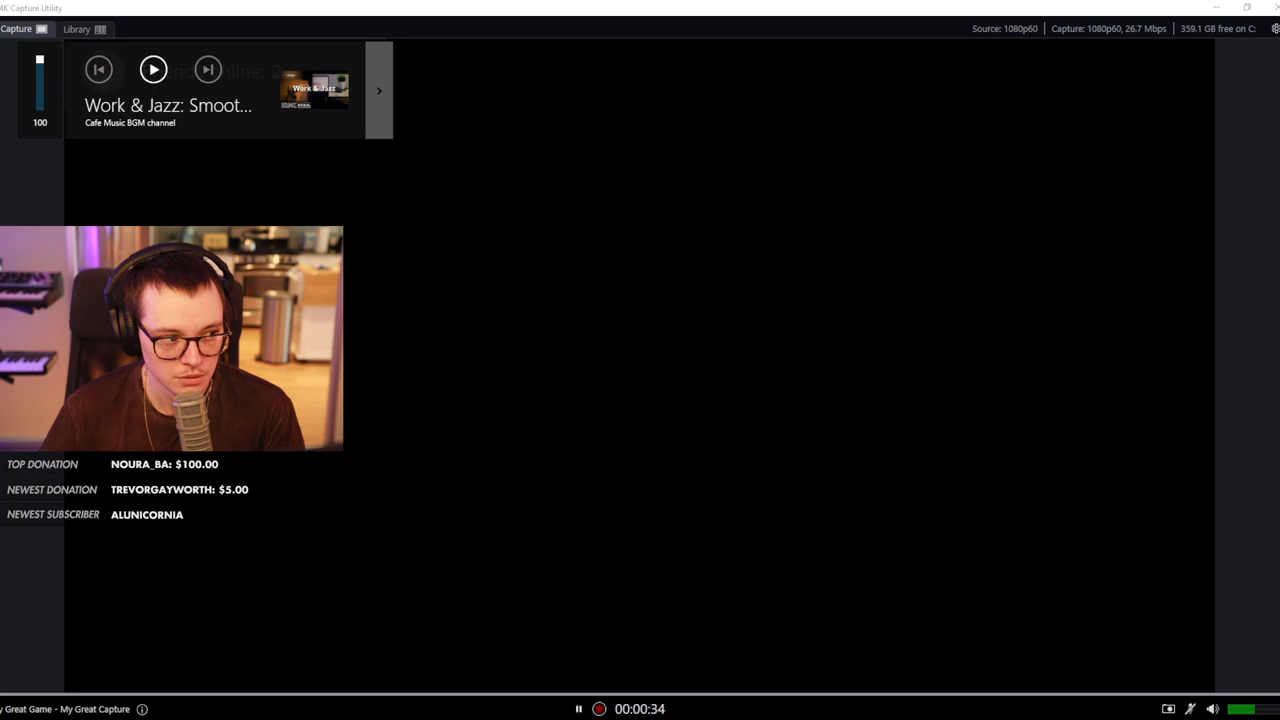 4K Capture Utility
Capture
Library
Source: 1080p60
Capture: 1080p60, 26.7 Mbps
359.1 GB free on C:
Work & Jazz: Smoot...
Cafe Music BGM channel
Work & Jazz
100
TOP DONATION NOURA_BA: $100.00
NEWEST DONATION TREVORGAYWORTH: $5.00
NEWEST SUBSCRIBER ALUNICORNIA
y Great Game - My Great Capture
00:00:34